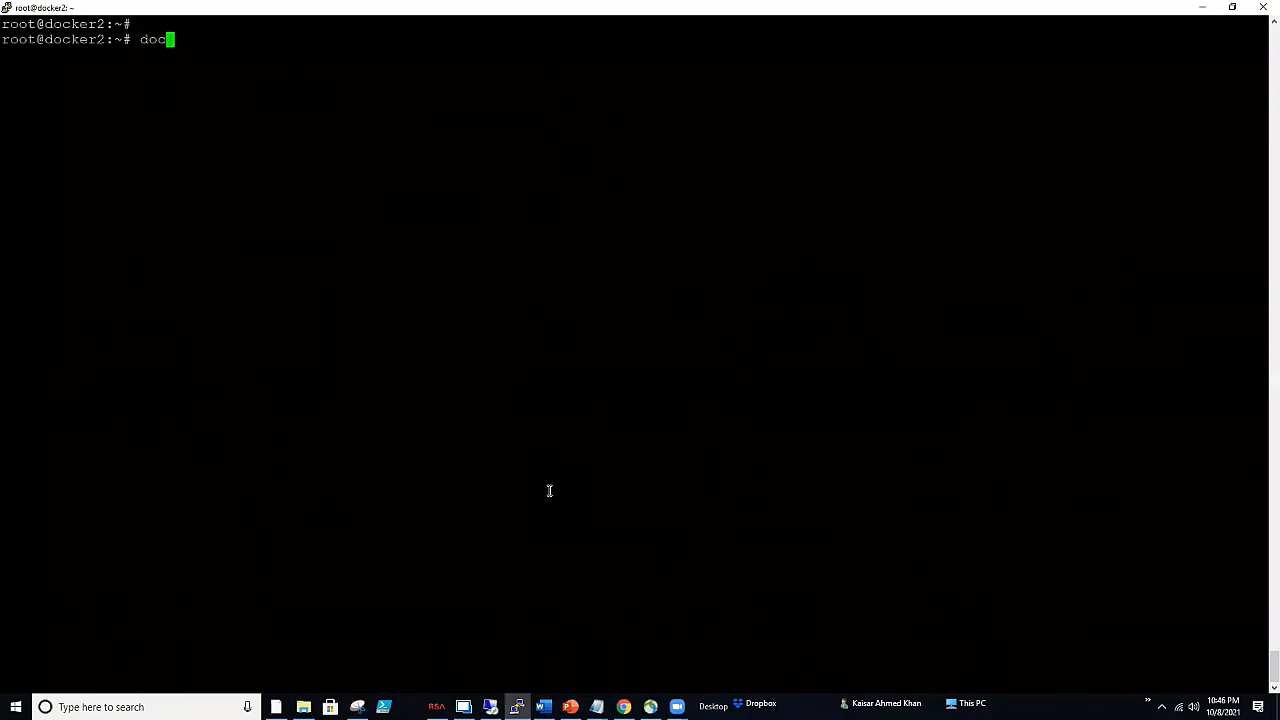 root@docker2: ~
root@docker2:~#
root@docker2:~# doc
Type here to search
RSA
Desktop
Dropbox
Kaisar Ahmed Khan
This PC
10:46 PM
10/8/2021